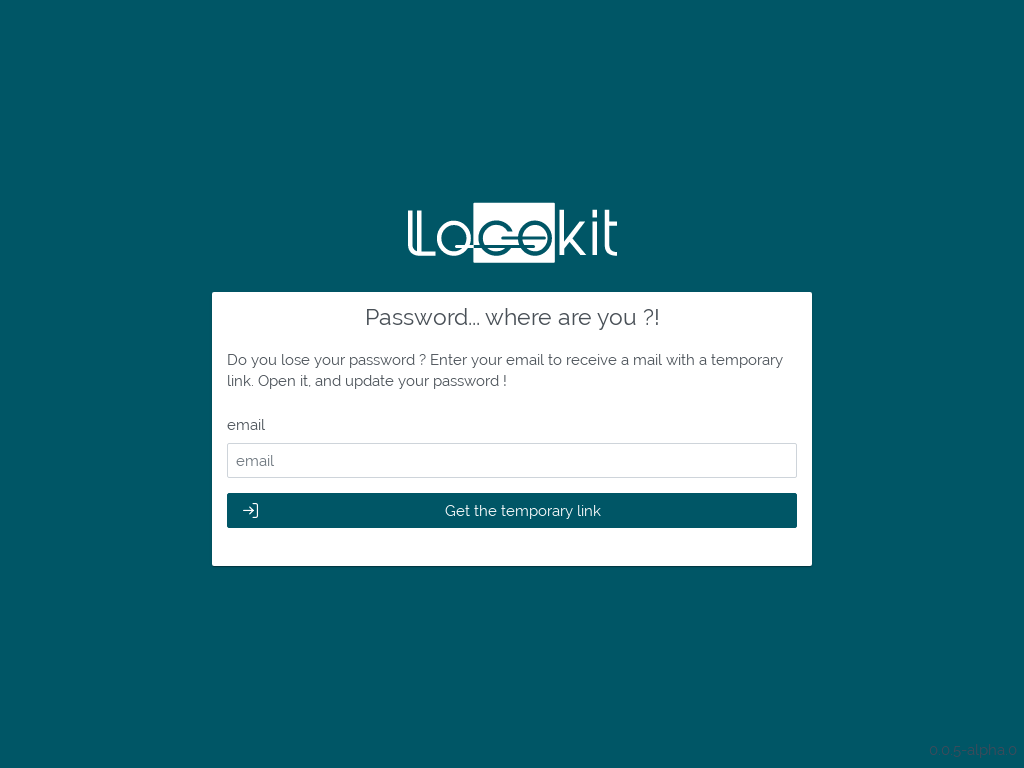 Locokit
Password... where are you ?!
Do you lose your password ? Enter your email to receive a mail with a temporary
link. Open it, and update your password !
email
email
Get the temporary link
0.0.5-alpha.0